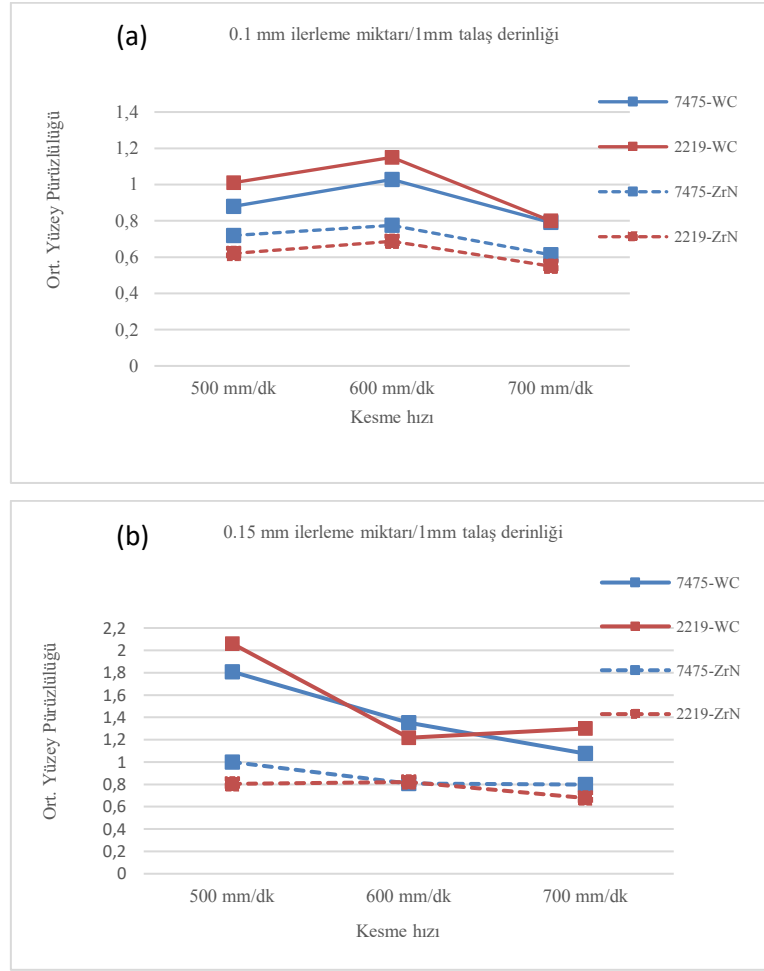 (a)
0.1 mm ilerleme miktarı/1mm talaş derinliği
7475-WC
2219-WC
7475-ZrN
2219-ZrN
Ort. Yüzey Pürüzlülüğü
1,4
1,2
1
0,8
0,6
0,4
0,2
0
500 mm/dk 600 mm/dk 700 mm/dk
Kesme hızı
(b)
0.15 mm ilerleme miktarı/1mm talaş derinliği
7475-WC
2219-WC
7475-ZrN
2219-ZrN
Ort. Yüzey Pürüzlülüğü
2,2
2
1,8
1,6
1,4
1,2
1
0,8
0,6
0,4
0,2
0
500 mm/dk 600 mm/dk 700 mm/dk
Kesme hızı